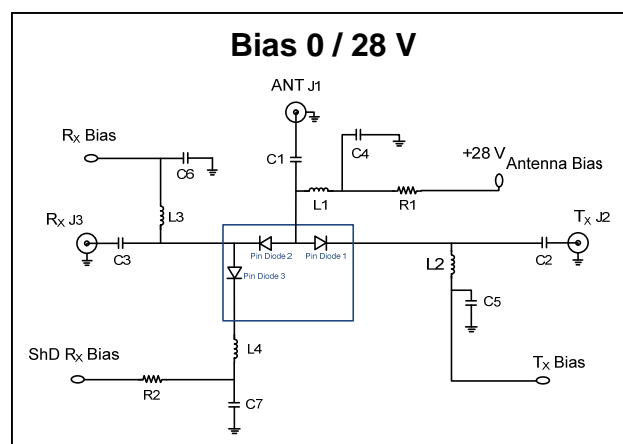 Bias 0 / 28 V
ANT J1
RX Bias
C4
+28 V
Antenna Bias
C1
C6
L1
R1
L3
RX J3
TX J2
Pin Diode 2
Pin Diode 1
C3
L2
C2
Pin Diode 3
C5
L4
ShD RX Bias
TX Bias
R2
C7